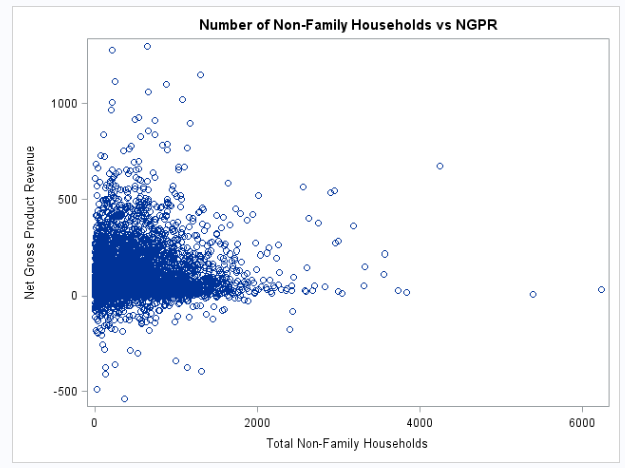 Number of Non-Family Households vs NGPR
Net Gross Product Revenue
1000
500
0
-500
0
2000
4000
6000
Total Non-Family Households